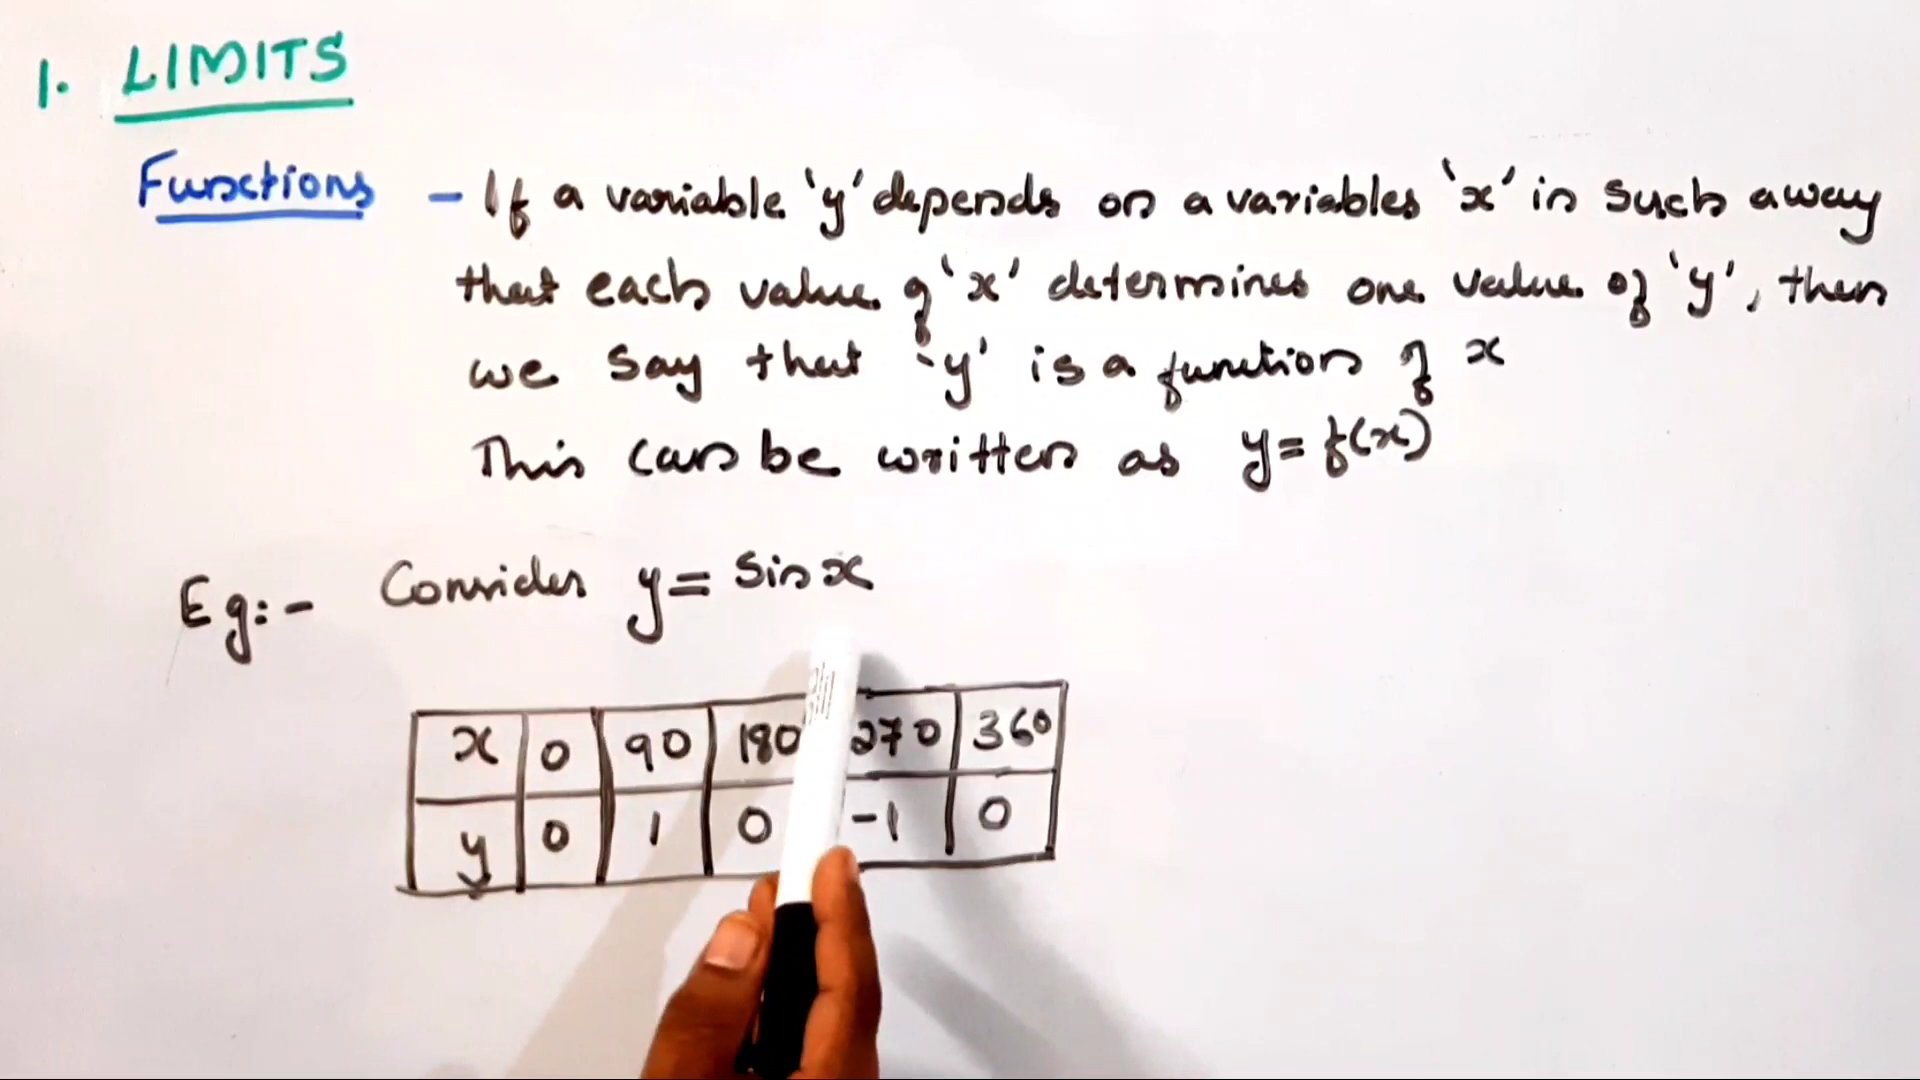 1. LIMITS
Functions - If a variable 'y' depends on a variables 'x' in such a way
that each value of 'x' determines one value of 'y', then
we say that 'y' is a function of x
This can be written as y = f(x)
Eg:- Consider y = sin x
x 0 90 180 270 360
y 0 1 0 -1 0